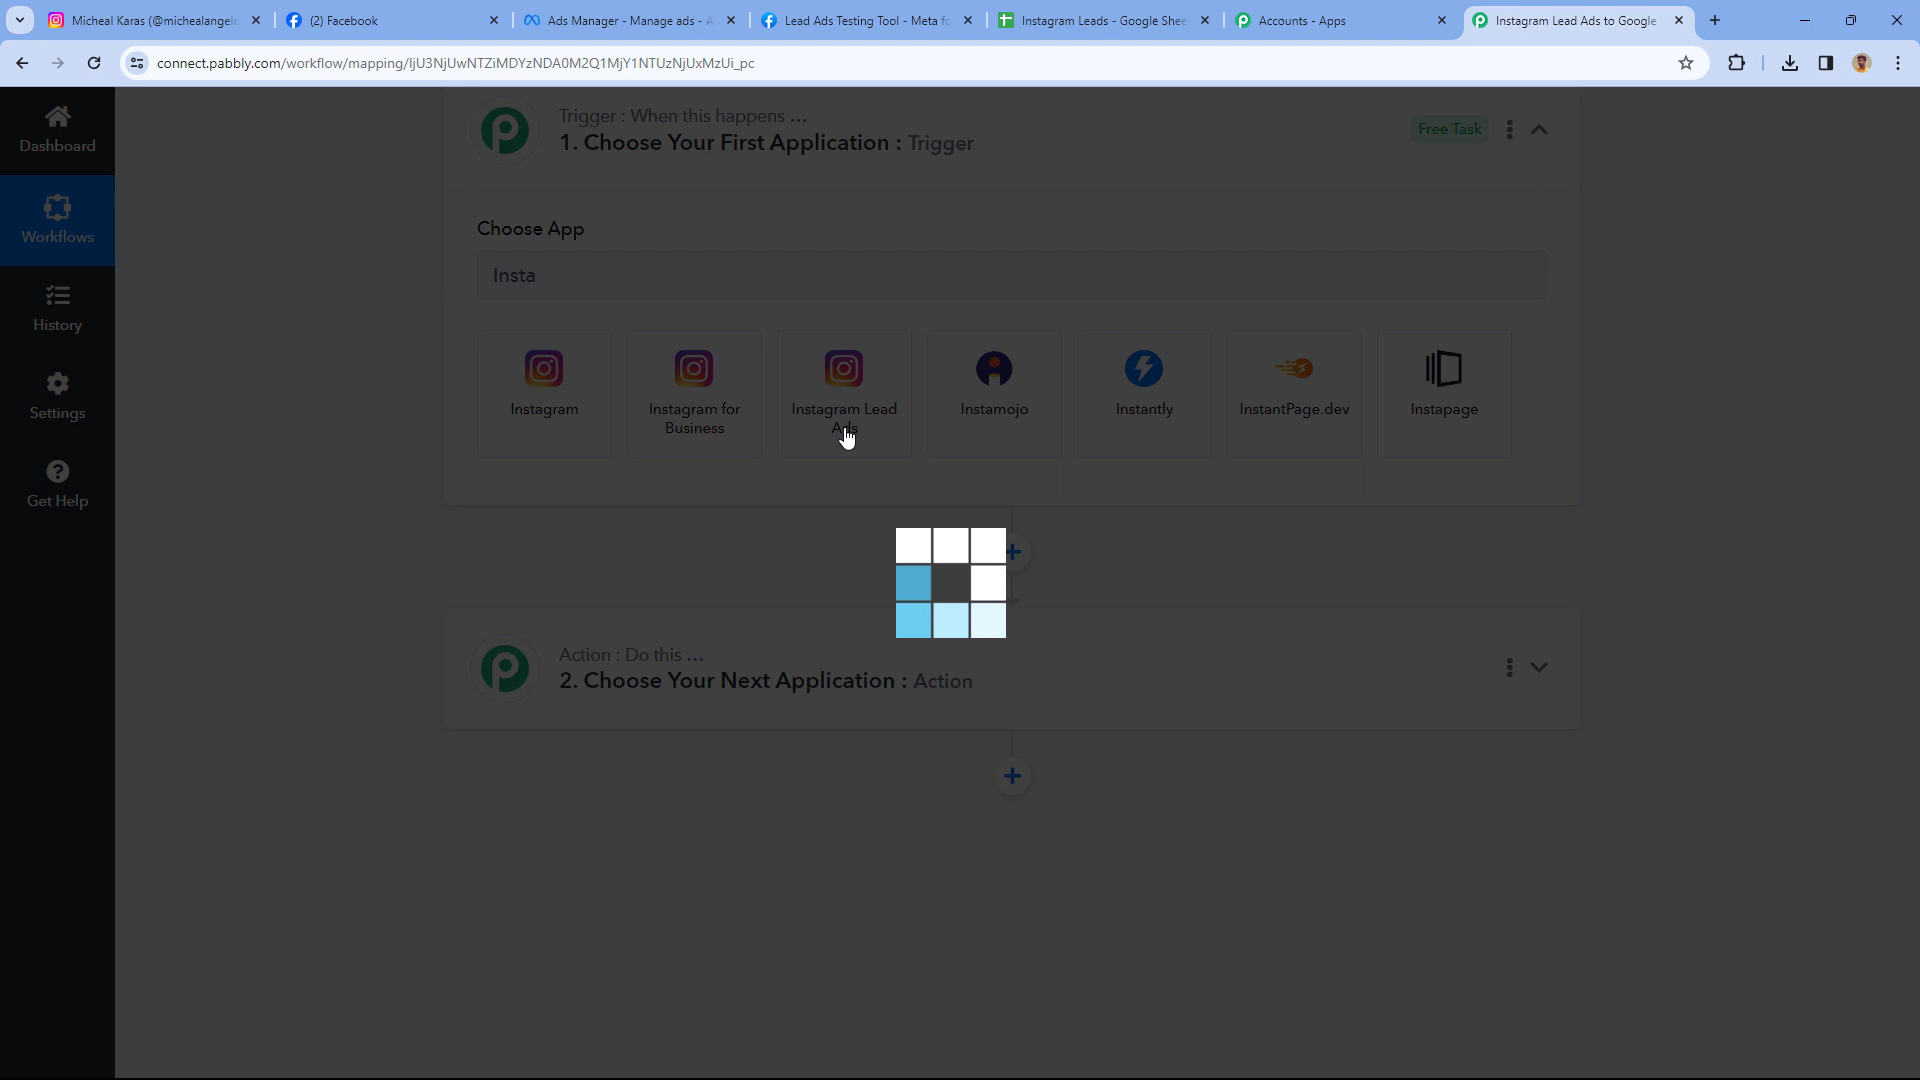 Micheal Karas (@michealangelo
(2) Facebook
Ads Manager - Manage ads - A
Lead Ads Testing Tool - Meta fo
Instagram Leads - Google Shee
Accounts - Apps
Instagram Lead Ads to Google
connect.pabbly.com/workflow/mapping/IjU3NjUwNTZiMDYzNDA0M2Q1MjY1NTUzNjUxMzUi_pc
Dashboard
Workflows
History
Settings
Get Help
Trigger : When this happens ...
1. Choose Your First Application : Trigger
Free Task
Choose App
Insta
Instagram
Instagram for
Business
Instagram Lead
Ads
Instamojo
Instantly
InstantPage.dev
Instapage
Action : Do this ...
2. Choose Your Next Application : Action